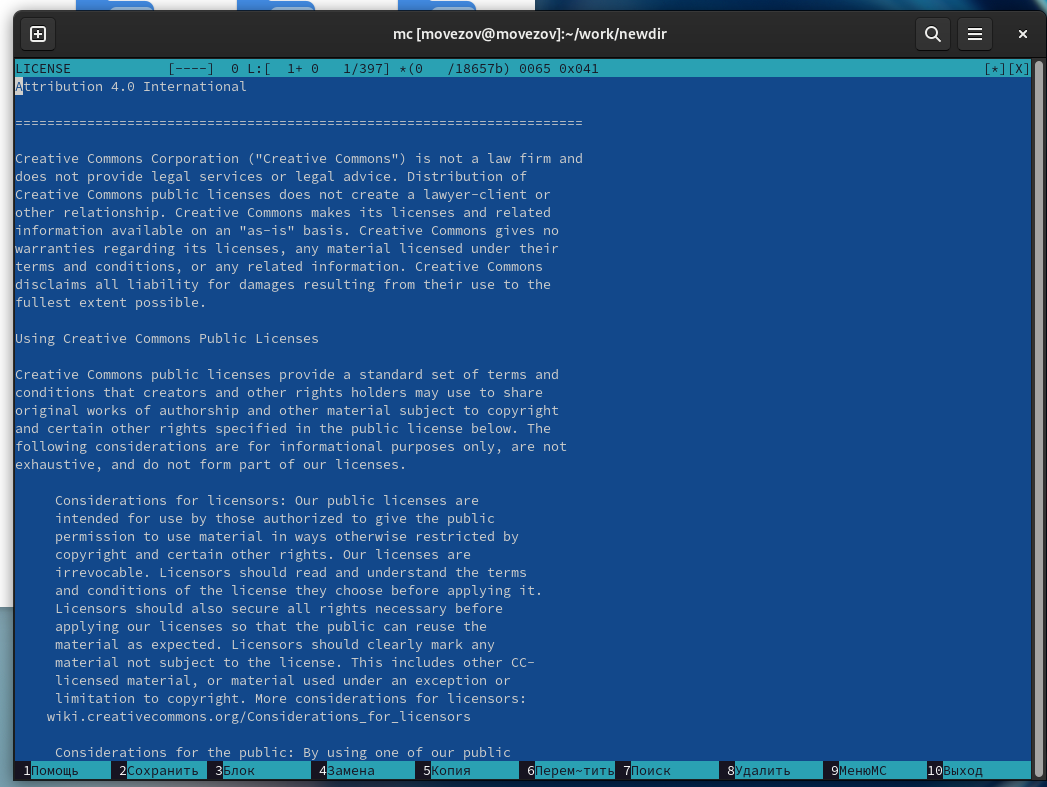 mc [movezov@movezov]:~/work/newdir
LICENSE [----] 0 L:[ 1+ 0 1/397] *(0 /18657b) 0065 0x041 [*][X]
Attribution 4.0 International
=======================================================================
Creative Commons Corporation ("Creative Commons") is not a law firm and
does not provide legal services or legal advice. Distribution of
Creative Commons public licenses does not create a lawyer-client or
other relationship. Creative Commons makes its licenses and related
information available on an "as-is" basis. Creative Commons gives no
warranties regarding its licenses, any material licensed under their
terms and conditions, or any related information. Creative Commons
disclaims all liability for damages resulting from their use to the
fullest extent possible.
Using Creative Commons Public Licenses
Creative Commons public licenses provide a standard set of terms and
conditions that creators and other rights holders may use to share
original works of authorship and other material subject to copyright
and certain other rights specified in the public license below. The
following considerations are for informational purposes only, are not
exhaustive, and do not form part of our licenses.
Considerations for licensors: Our public licenses are
intended for use by those authorized to give the public
permission to use material in ways otherwise restricted by
copyright and certain other rights. Our licenses are
irrevocable. Licensors should read and understand the terms
and conditions of the license they choose before applying it.
Licensors should also secure all rights necessary before
applying our licenses so that the public can reuse the
material as expected. Licensors should clearly mark any
material not subject to the license. This includes other CC-
licensed material, or material used under an exception or
limitation to copyright. More considerations for licensors:
wiki.creativecommons.org/Considerations_for_licensors
Considerations for the public: By using one of our public
1Помощь 2Сохранить 3Блок 4Замена 5Копия 6Перем~тить 7Поиск 8Удалить 9МенюMC 10Выход